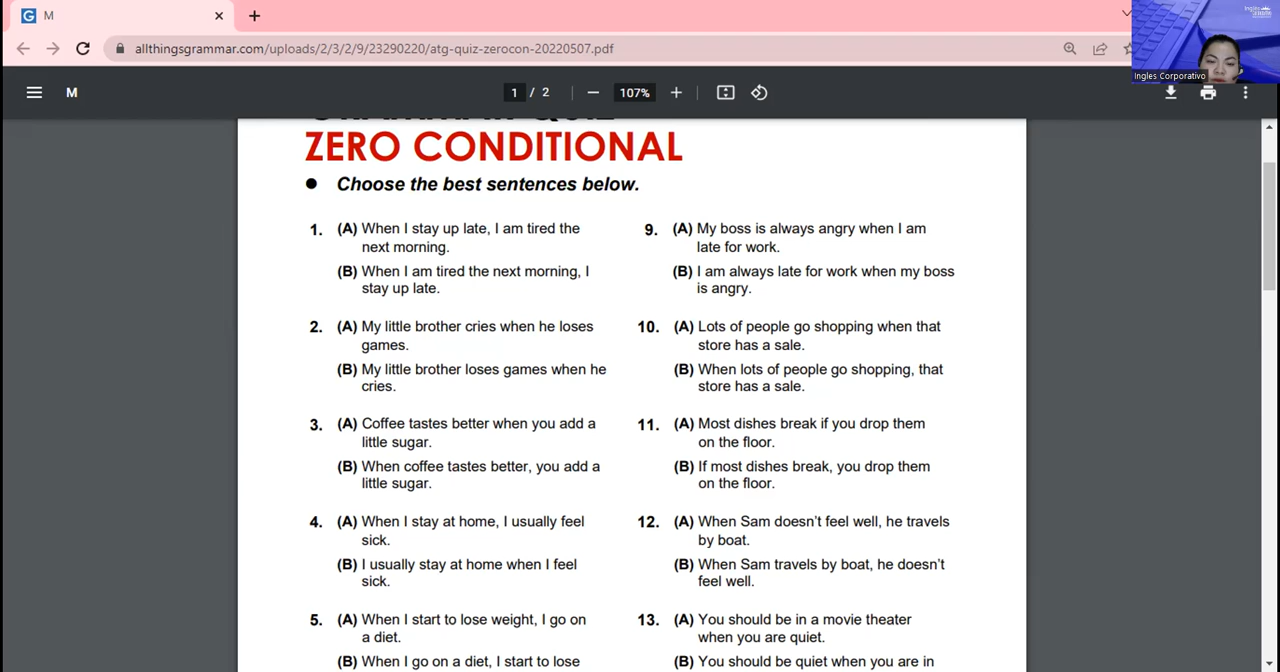 M
allthingsgrammar.com/uploads/2/3/2/9/23290220/atg-quiz-zerocon-20220507.pdf
Ingles Corporativo
M
1 / 2
107%
ZERO CONDITIONAL
Choose the best sentences below.
1. (A) When I stay up late, I am tired the
next morning.
(B) When I am tired the next morning, I
stay up late.
2. (A) My little brother cries when he loses
games.
(B) My little brother loses games when he
cries.
3. (A) Coffee tastes better when you add a
little sugar.
(B) When coffee tastes better, you add a
little sugar.
4. (A) When I stay at home, I usually feel
sick.
(B) I usually stay at home when I feel
sick.
5. (A) When I start to lose weight, I go on
a diet.
(B) When I go on a diet, I start to lose
9. (A) My boss is always angry when I am
late for work.
(B) I am always late for work when my boss
is angry.
10. (A) Lots of people go shopping when that
store has a sale.
(B) When lots of people go shopping, that
store has a sale.
11. (A) Most dishes break if you drop them
on the floor.
(B) If most dishes break, you drop them
on the floor.
12. (A) When Sam doesn’t feel well, he travels
by boat.
(B) When Sam travels by boat, he doesn’t
feel well.
13. (A) You should be in a movie theater
when you are quiet.
(B) You should be quiet when you are in